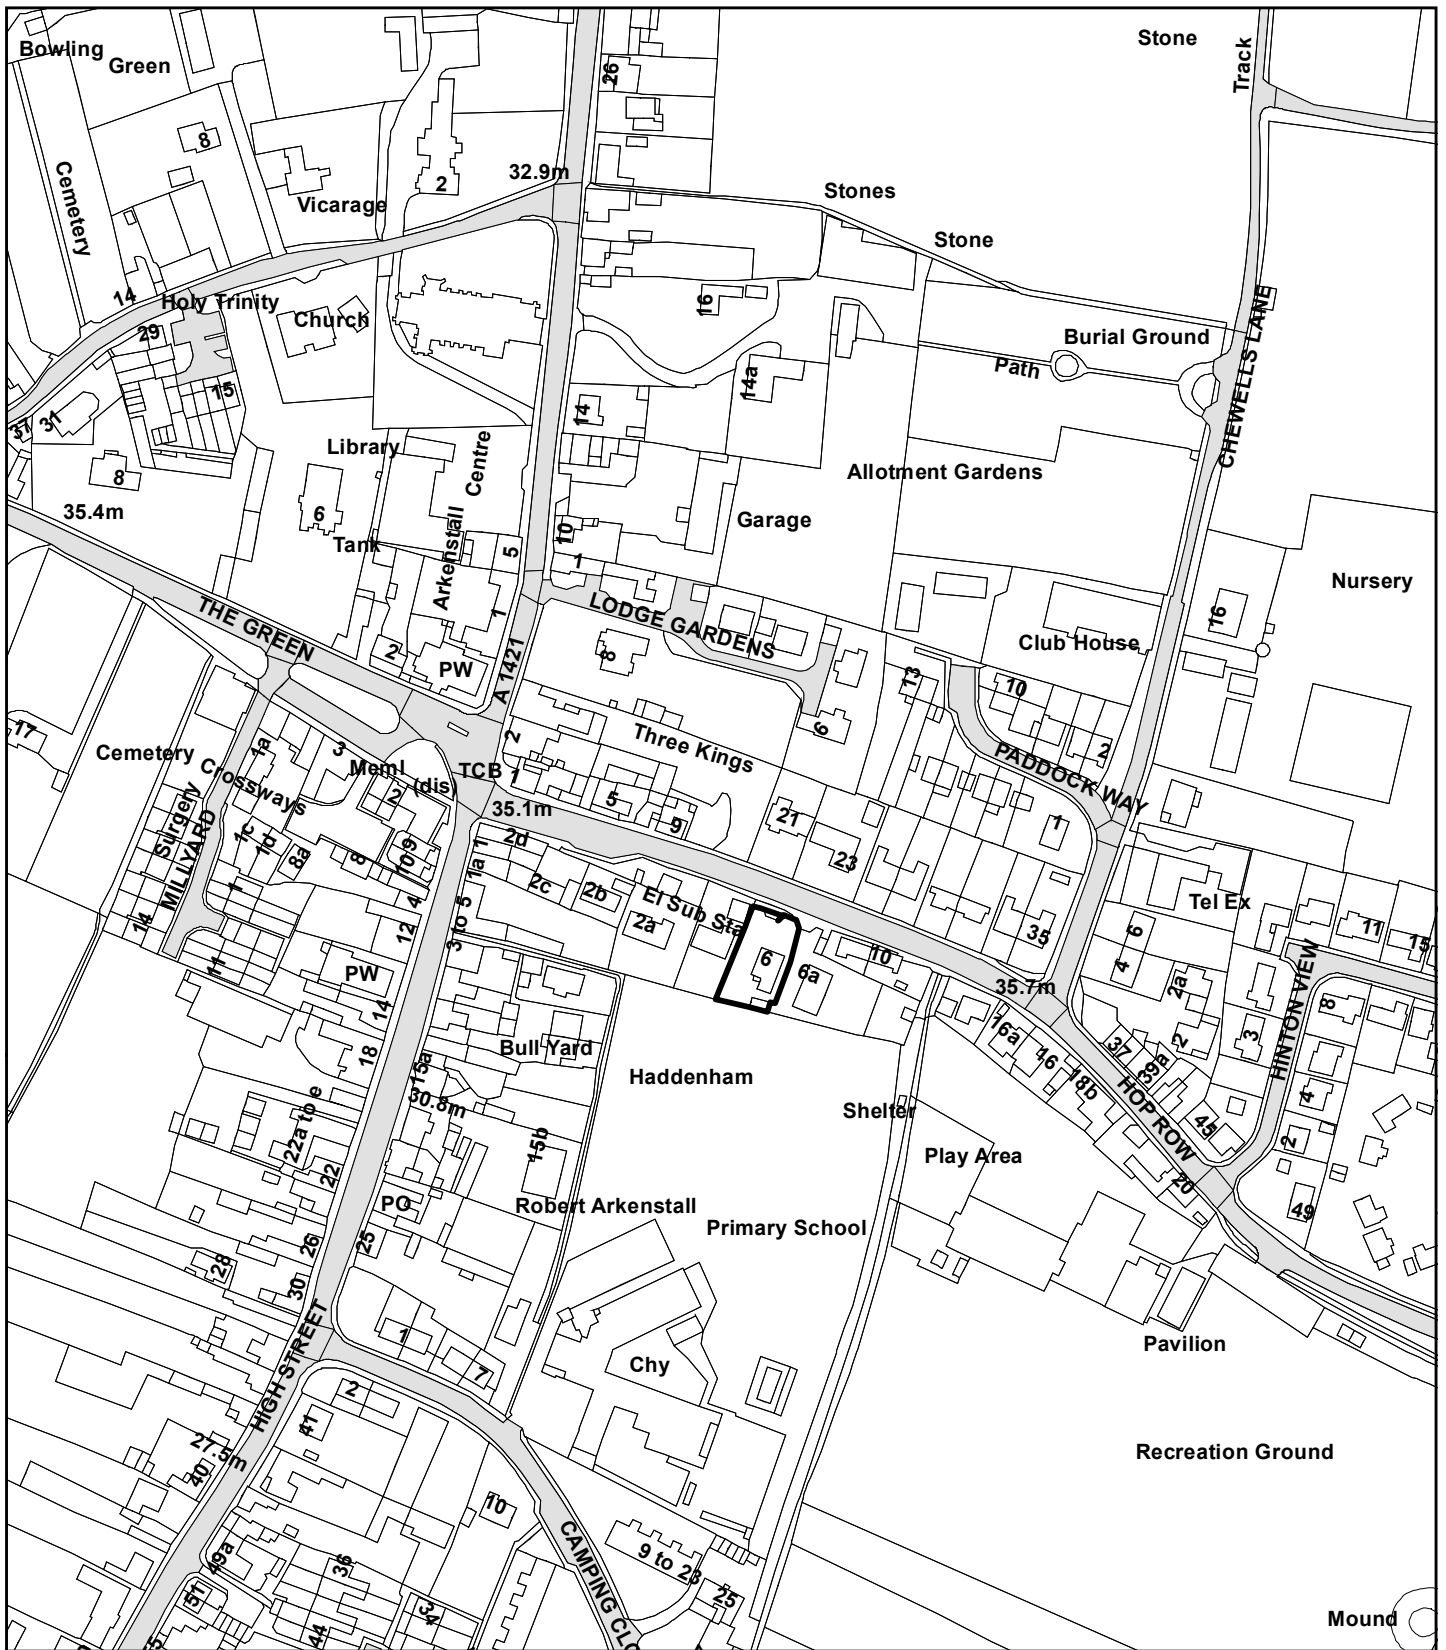 Bowling
Green
Stone
Track
26
8
Cemetery
2
32.9m
Vicarage
Stones
Stone
14
Holy Trinity
16
29
Church
Burial Ground
CHEWELLS LANE
Path
14a
15
14
37
31
Library
Centre
Allotment Gardens
8
35.4m
6
Garage
10
Tank
5
1
Arkenstall
1
Nursery
LODGE GARDENS
16
THE GREEN
Club House
2
PW
A 1421
8
13
10
17
Cemetery
1a
3
2
Three Kings
6
2
Crossways
Meml
(dis)
TCB
1
PADDOCK WAY
2
35.1m
5
9
21
1
Surgery
MILLYARD
1c
1d
8a
8
10
9
1a
1
2d
23
2c
2b
El Sub Sta
Tel Ex
1
4
3 to 5
2a
11
15
14
12
6
35
10
6
4
11
PW
6a
2a
HINTON VIEW
14
35.7m
8
18
16a
37
2
3
Bull Yard
16
39a
15a
Haddenham
18b
4
30.8m
HOP ROW
22a to e
Shelter
45
2
15b
22
Play Area
20
PO
Robert Arkenstall
49
Primary School
25
26
28
30
HIGH STREET
1
Pavilion
7
Chy
2
41
27.5m
40
Recreation Ground
10
CAMPING CLO
49a
36
9 to 23
51
25
34
44
Mound